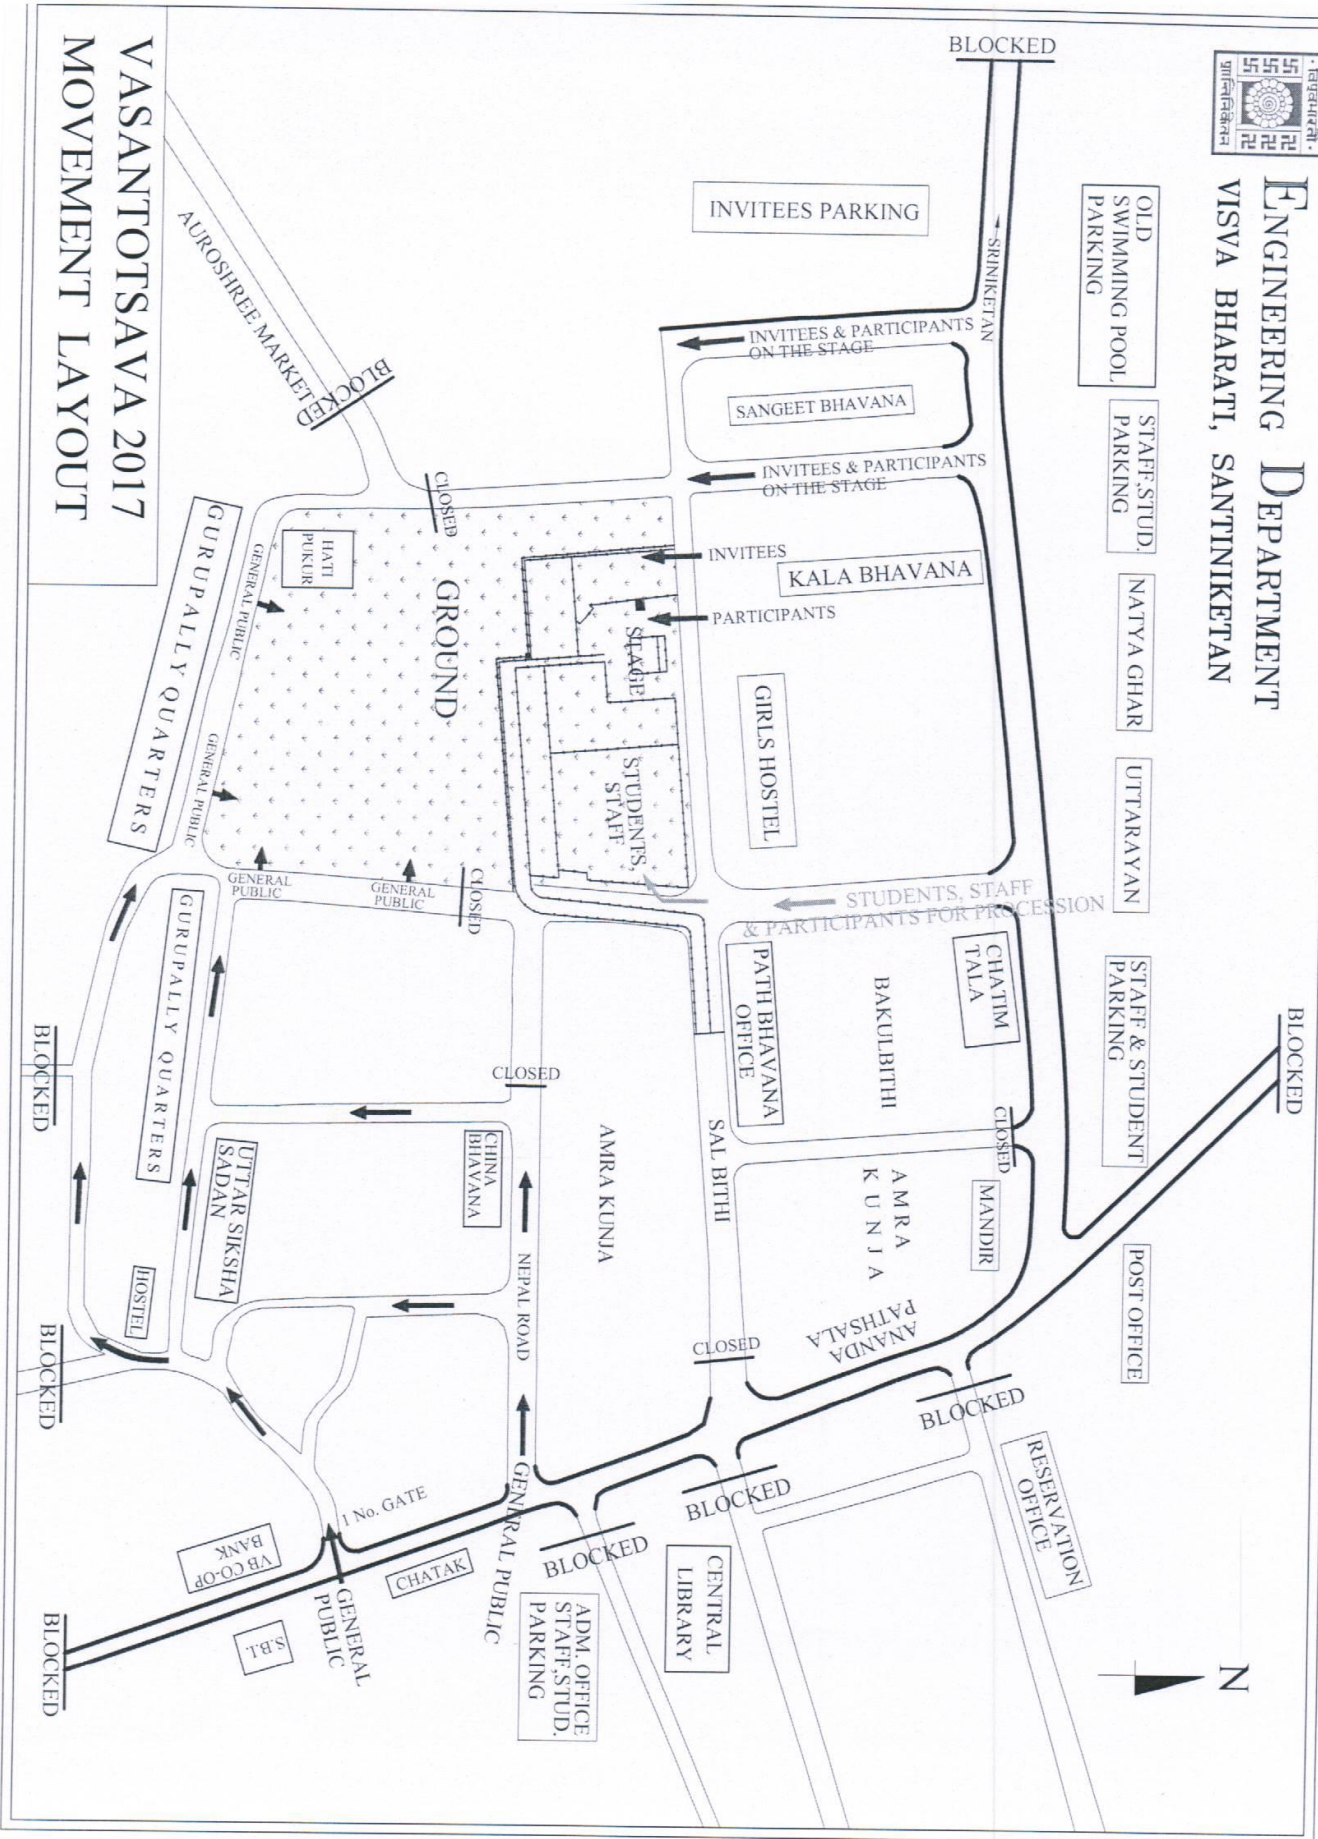 · विश्वभारती ·
शान्तिनिकेतन
ENGINEERING DEPARTMENT
VISVA BHARATI, SANTINIKETAN
N
OLD
SWIMMING POOL
PARKING
STAFF,STUD.
PARKING
NATYA GHAR
UTTARAYAN
STAFF & STUDENT
PARKING
POST OFFICE
BLOCKED
BLOCKED
SRINIKETAN
INVITEES PARKING
INVITEES & PARTICIPANTS
ON THE STAGE
SANGEET BHAVANA
INVITEES & PARTICIPANTS
ON THE STAGE
KALA BHAVANA
INVITEES
PARTICIPANTS
GIRLS HOSTEL
STUDENTS, STAFF
& PARTICIPANTS FOR PROCESSION
CHATIM
TALA
BAKULBITHI
PATH BHAVANA
OFFICE
CLOSED
MANDIR
AMRA
KUNJA
ANANDA
PATHSALA
SAL BITHI
CLOSED
BLOCKED
RESERVATION
OFFICE
BLOCKED
CENTRAL
LIBRARY
BLOCKED
ADM. OFFICE
STAFF,STUD.
PARKING
STAGE
STUDENTS,
STAFF
GROUND
CLOSED
CLOSED
AMRA KUNJA
CLOSED
NEPAL ROAD
GENERAL PUBLIC
CHINA
BHAVANA
HATI
PUKUR
GENERAL PUBLIC
GENERAL PUBLIC
GENERAL
PUBLIC
GENERAL
PUBLIC
GURUPALLY QUARTERS
GURUPALLY QUARTERS
UTTAR SIKSHA
SADAN
HOSTEL
1 No. GATE
CHATAK
GENERAL
PUBLIC
VB CO-OP
BANK
S.B.I.
BLOCKED
BLOCKED
BLOCKED
BLOCKED
AUROSHREE MARKET
VASANTOTSAVA 2017
MOVEMENT LAYOUT